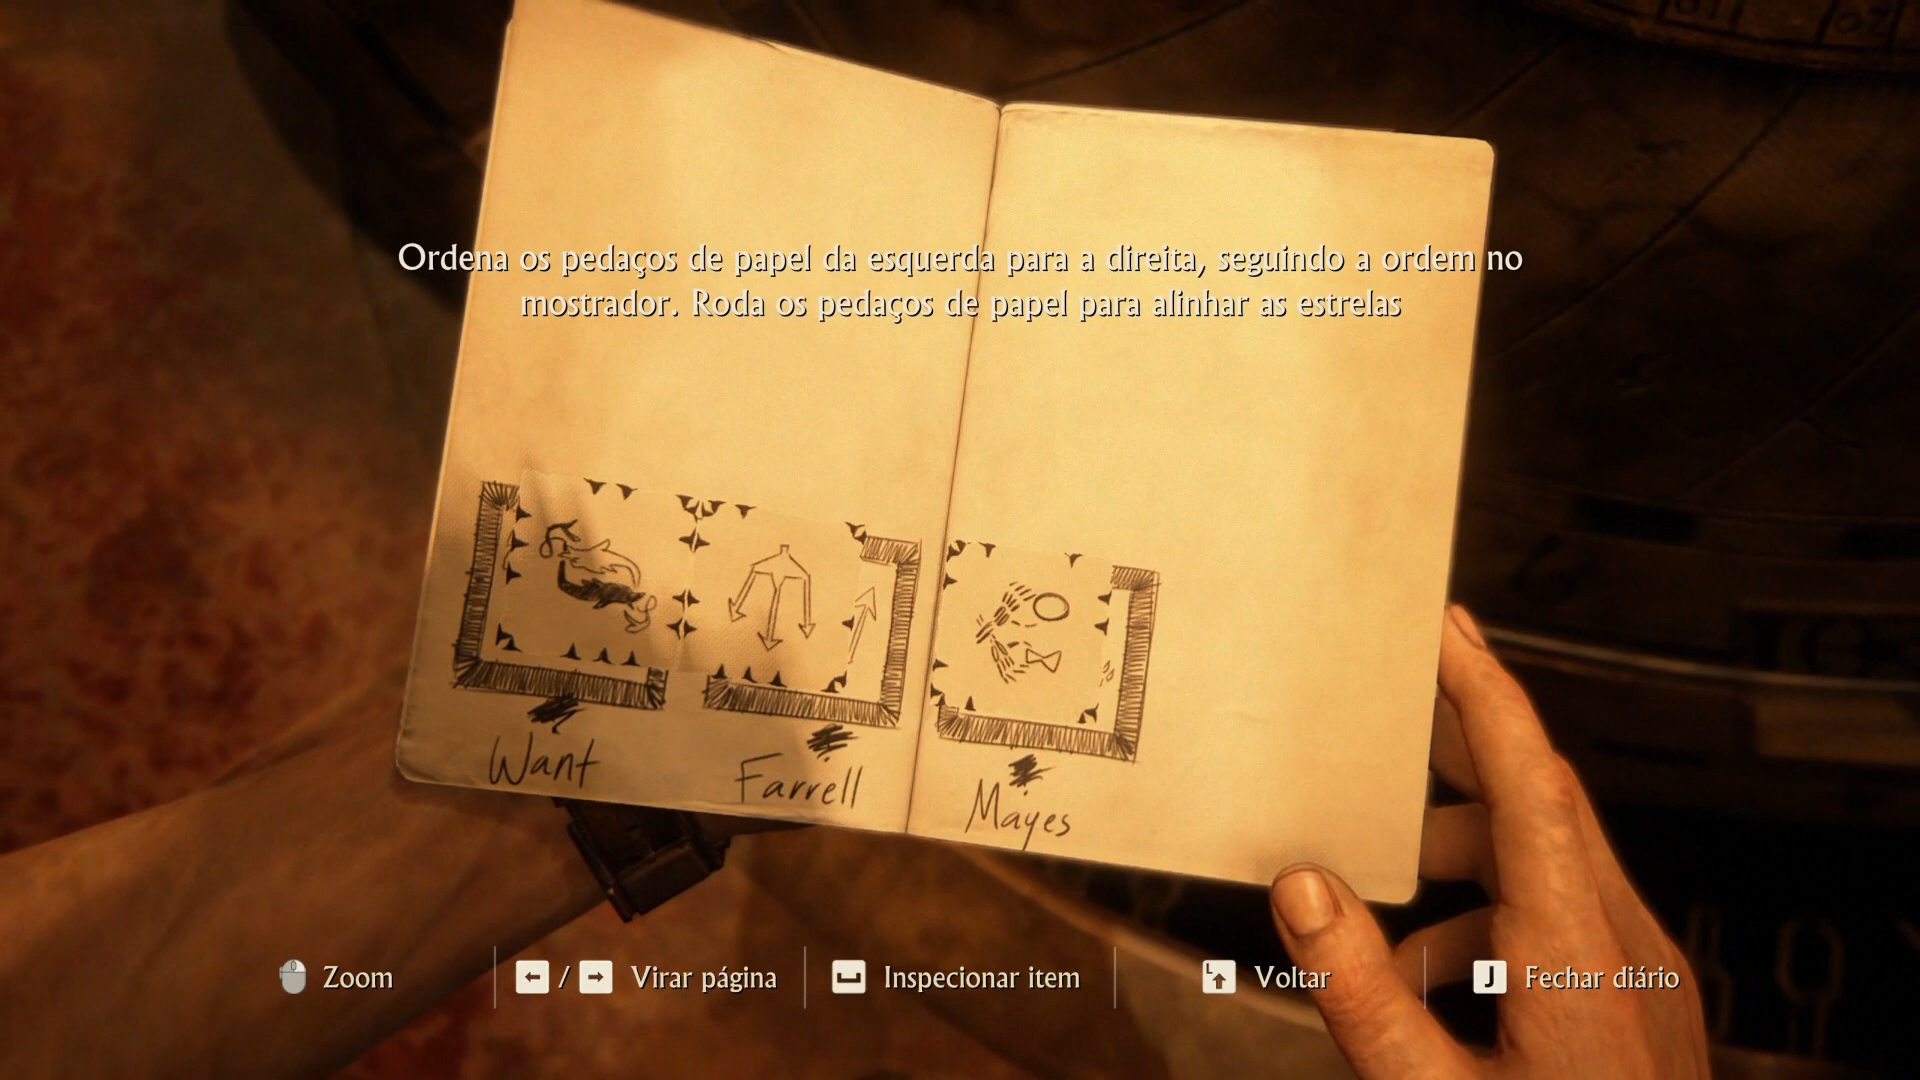 Ordena os pedaços de papel da esquerda para a direita, seguindo a ordem no
mostrador. Roda os pedaços de papel para alinhar as estrelas
Want
Farrell
Mayes
Zoom
← / → Virar página
Inspecionar item
L Voltar
J Fechar diário